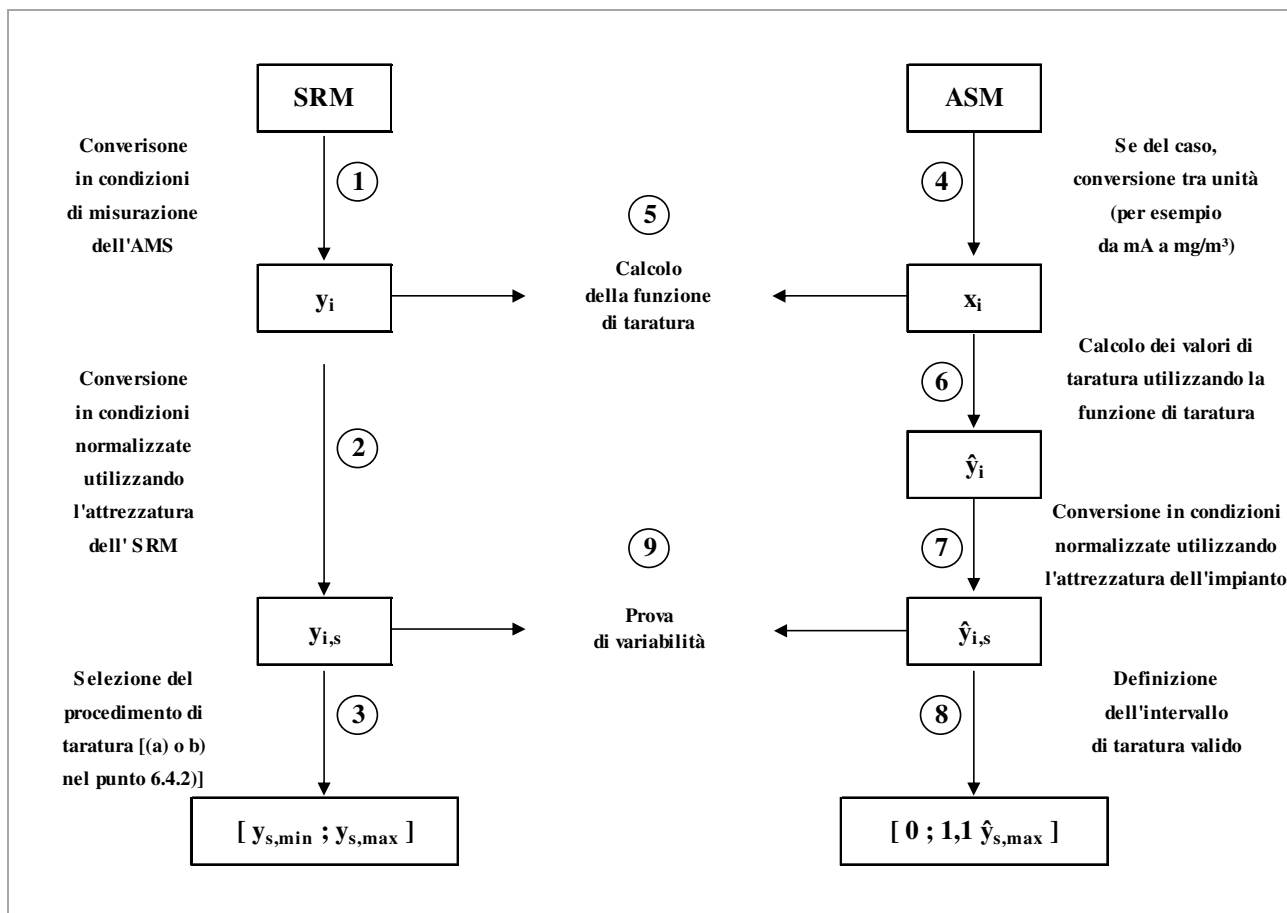 SRM
ASM
Converisone
in condizioni
di misurazione
dell'AMS
1
4
Se del caso,
conversione tra unità
(per esempio
da mA a mg/m³)
5
Calcolo
della funzione
di taratura
yᵢ
xᵢ
Conversione
in condizioni
normalizzate
utilizzando
l'attrezzatura
dell' SRM
2
6
Calcolo dei valori di
taratura utilizzando la
funzione di taratura
ŷᵢ
9
Prova
di variabilità
7
Conversione in condizioni
normalizzate utilizzando
l'attrezzatura dell'impianto
yi,s
ŷi,s
Selezione del
procedimento di
taratura [(a) o b)
nel punto 6.4.2)]
3
8
Definizione
dell'intervallo
di taratura valido
[ ys,min ; ys,max ]
[ 0 ; 1,1 ŷs,max ]